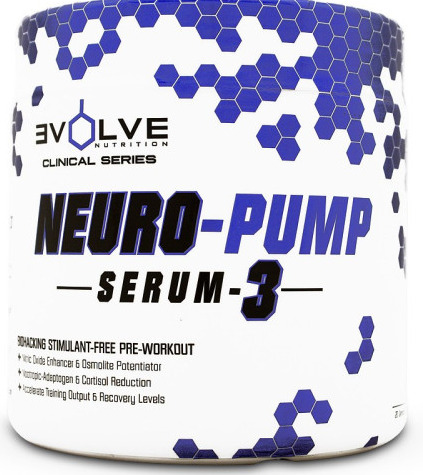 EVOLVE
NUTRITION
CLINICAL SERIES
NEURO-PUMP
SERUM-3
BIOHACKING STIMULANT-FREE PRE-WORKOUT
+ Nitric Oxide Enhancer & Osmolite Potentiator
+ Nootropic-Adaptogen & Cortisol Reduction
+ Accelerate Training Output & Recovery Levels